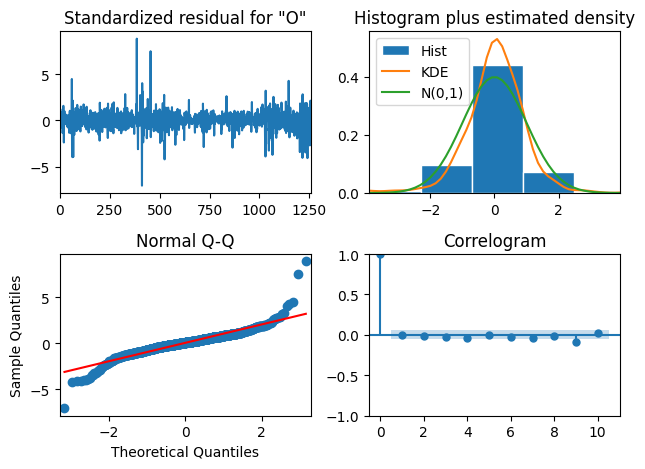 Standardized residual for "O"
5
0
−5
0 250 500 750 1000 1250
Histogram plus estimated density
Hist
KDE
N(0,1)
0.4
0.2
0.0
−2 0 2
Normal Q-Q
Sample Quantiles
5
0
−5
−2 0 2
Theoretical Quantiles
Correlogram
1.0
0.5
0.0
−0.5
−1.0
0 2 4 6 8 10